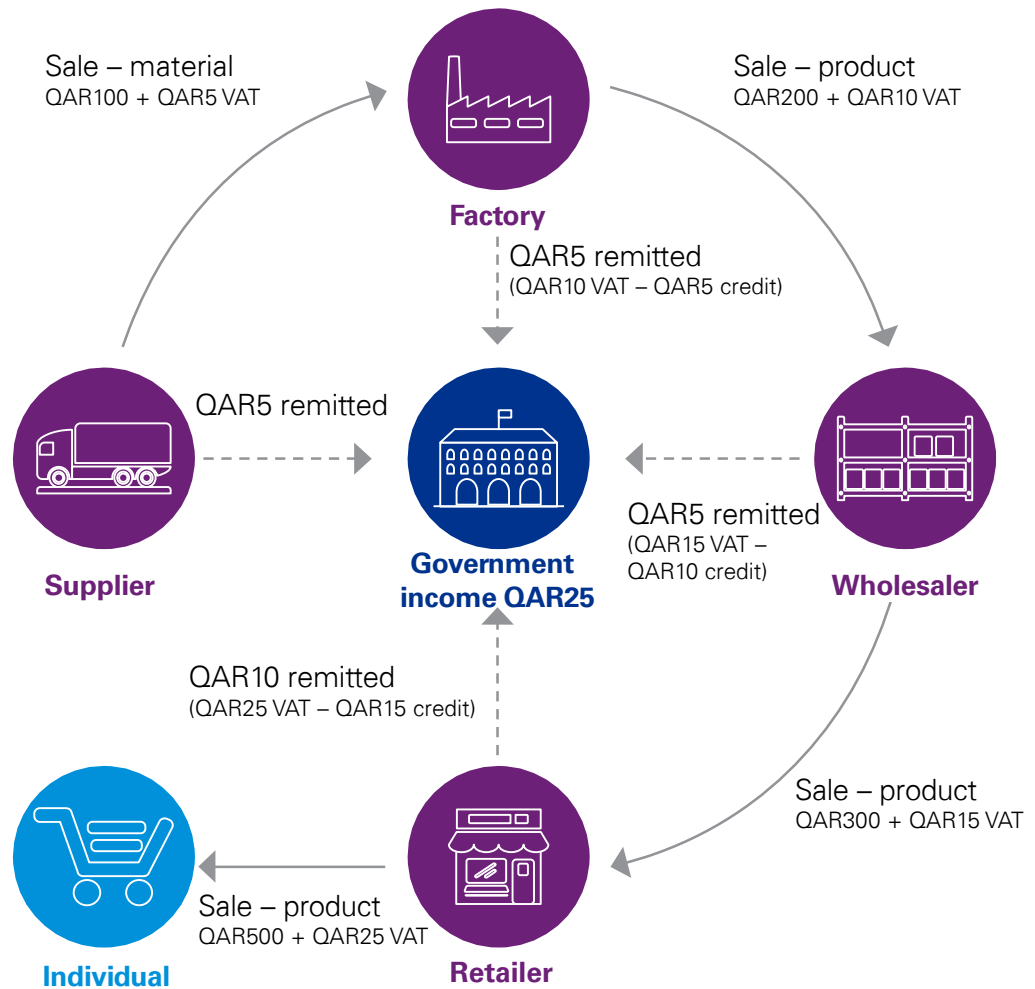 Sale – material
QAR100 + QAR5 VAT
Sale – product
QAR200 + QAR10 VAT
Factory
QAR5 remitted
(QAR10 VAT – QAR5 credit)
QAR5 remitted
Supplier
Government
income QAR25
QAR5 remitted
(QAR15 VAT –
QAR10 credit)
Wholesaler
QAR10 remitted
(QAR25 VAT – QAR15 credit)
Sale – product
QAR300 + QAR15 VAT
Sale – product
QAR500 + QAR25 VAT
Individual
Retailer